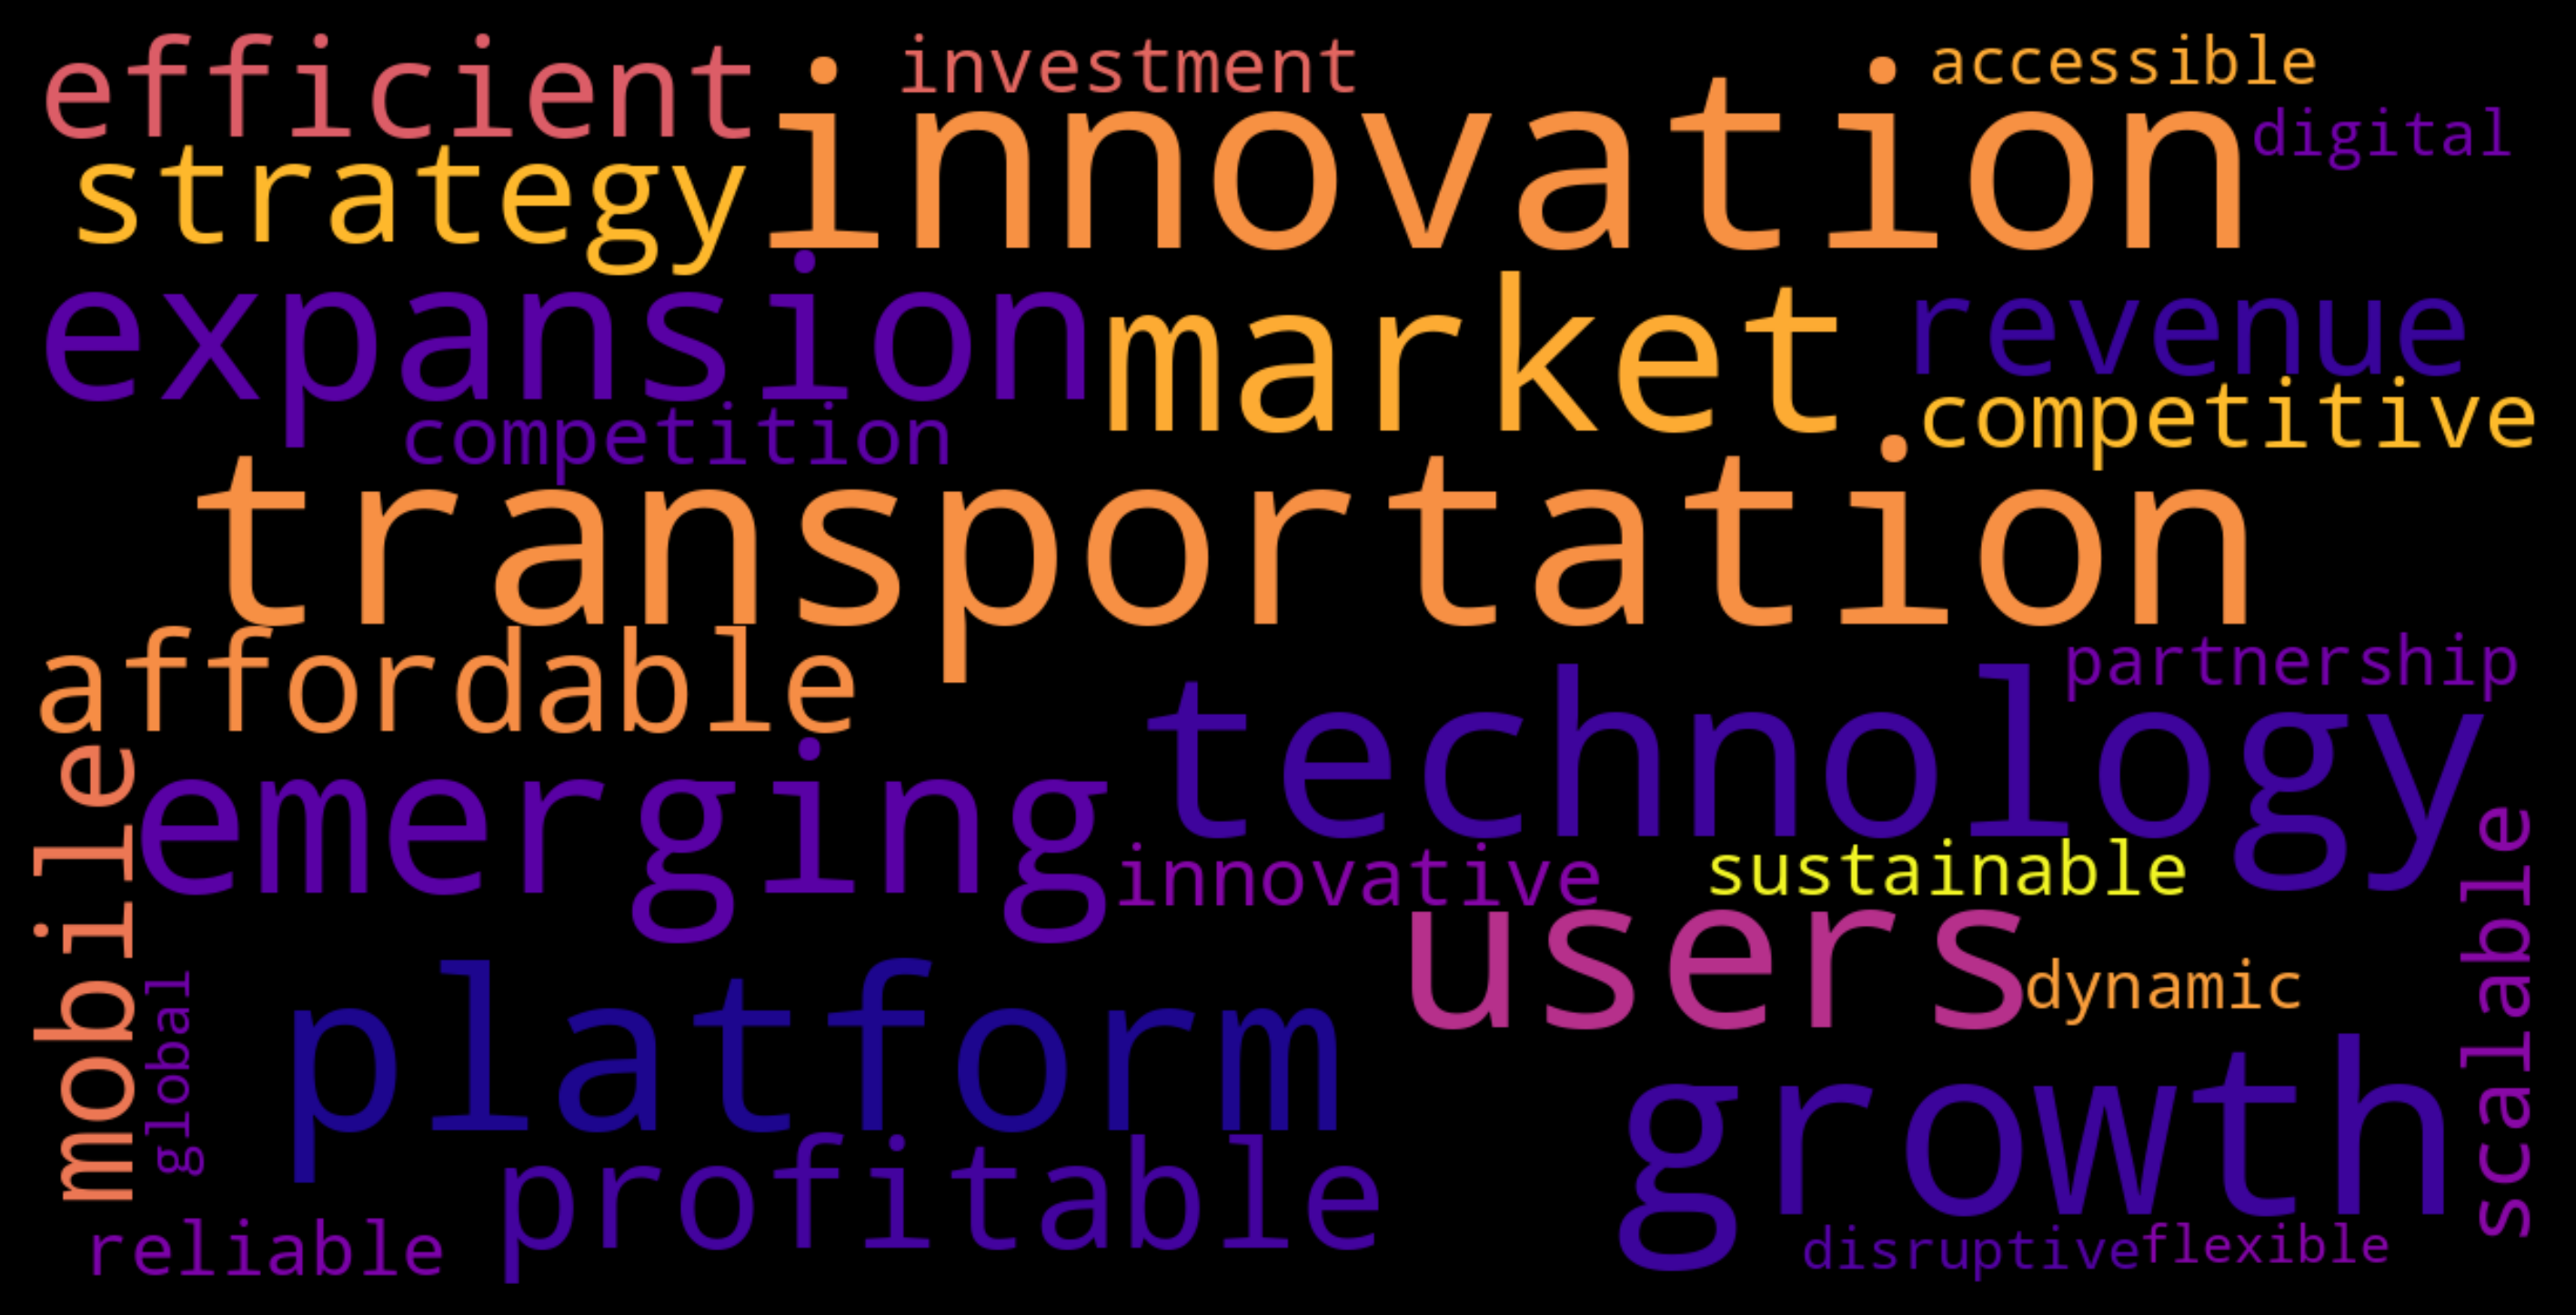 efficient
investment
accessible
innovation
digital
strategy
expansion
market
revenue
competitive
competition
transportation
affordable
partnership
technology
mobile
emerging
innovative
sustainable
users
scalable
dynamic
global
platform
growth
profitable
reliable
disruptive
flexible